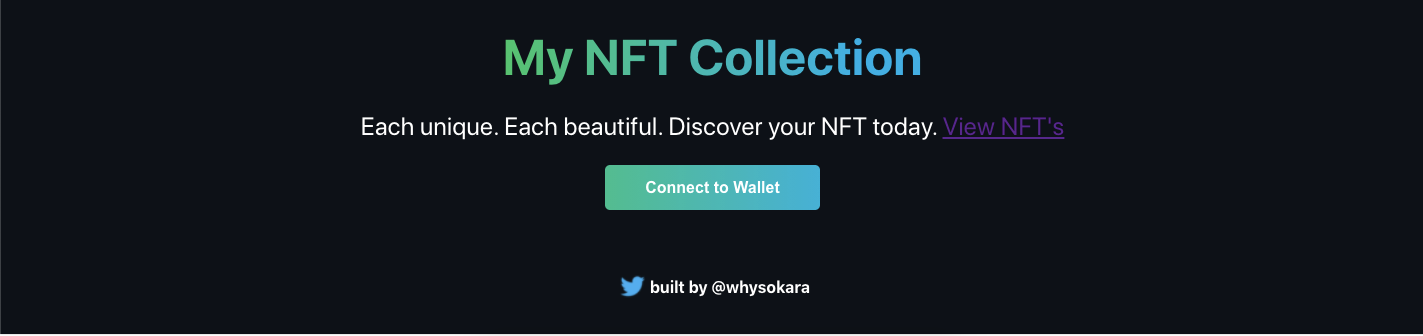 My NFT Collection
Each unique. Each beautiful. Discover your NFT today. View NFT's
Connect to Wallet
built by @whysokara